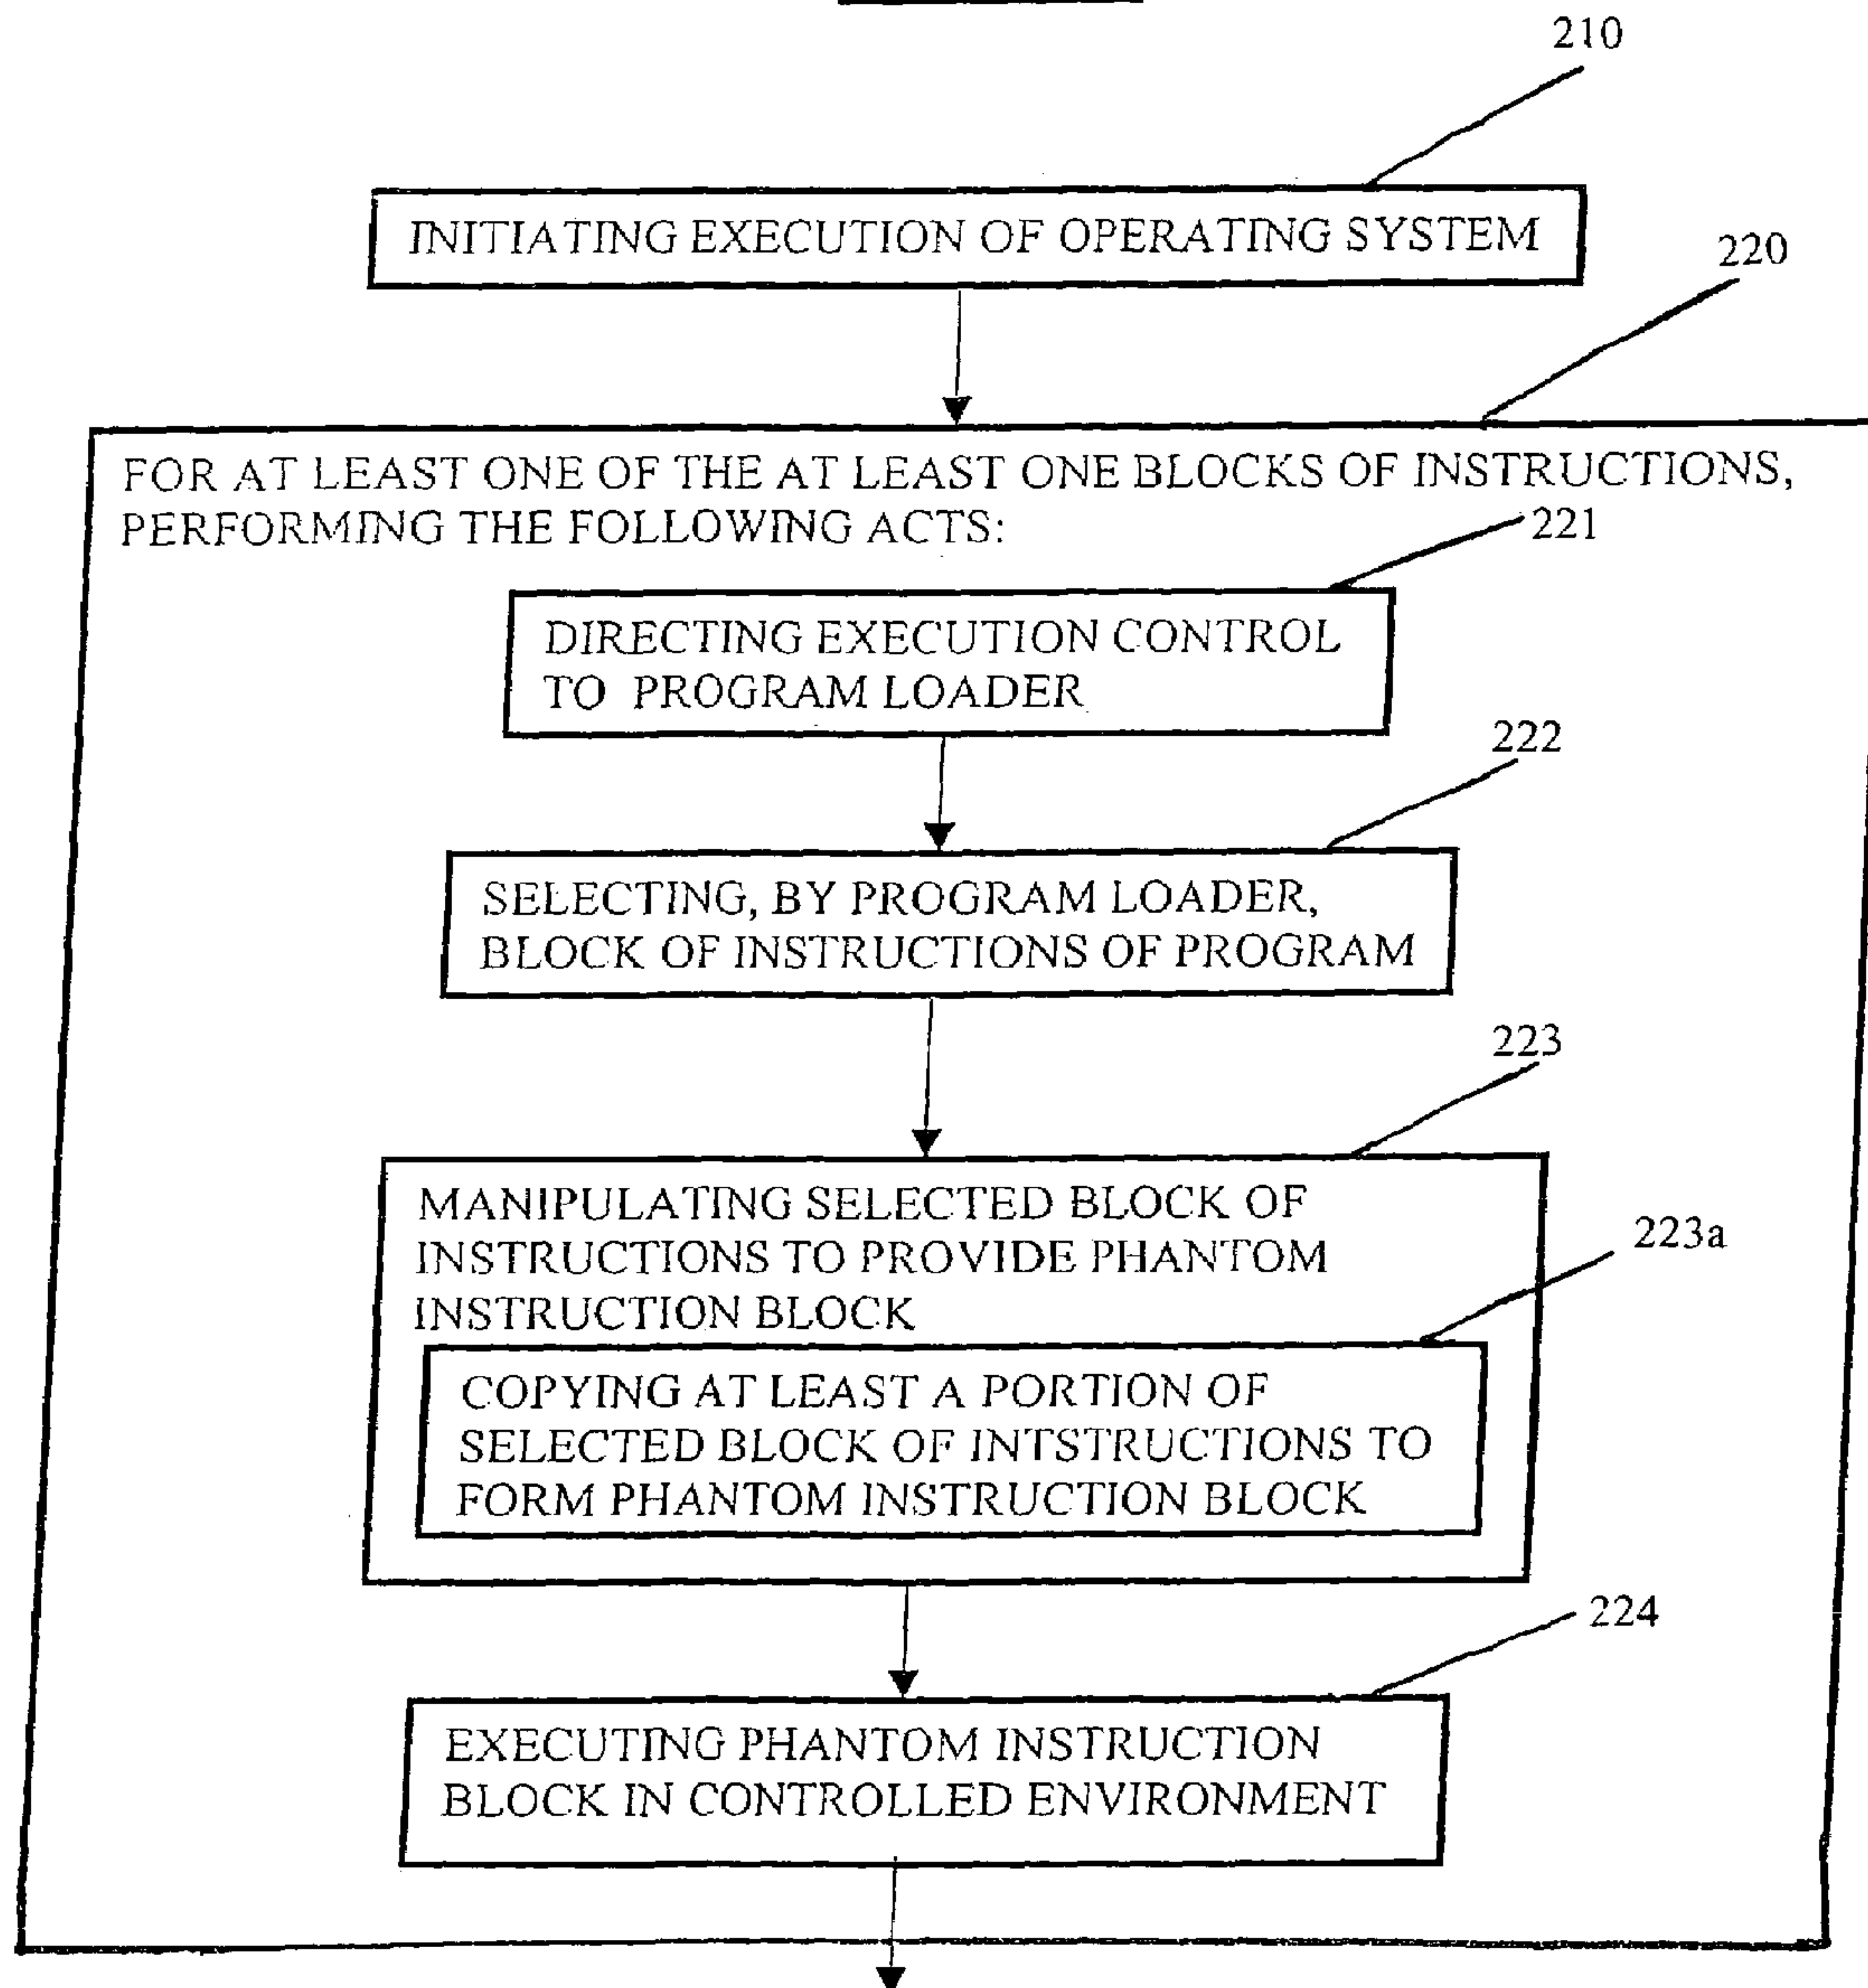 210
INITIATING EXECUTION OF OPERATING SYSTEM
220
FOR AT LEAST ONE OF THE AT LEAST ONE BLOCKS OF INSTRUCTIONS,
PERFORMING THE FOLLOWING ACTS:
221
DIRECTING EXECUTION CONTROL
TO PROGRAM LOADER
222
SELECTING, BY PROGRAM LOADER,
BLOCK OF INSTRUCTIONS OF PROGRAM
223
MANIPULATING SELECTED BLOCK OF
INSTRUCTIONS TO PROVIDE PHANTOM
INSTRUCTION BLOCK
223a
COPYING AT LEAST A PORTION OF
SELECTED BLOCK OF INTSTRUCTIONS TO
FORM PHANTOM INSTRUCTION BLOCK
224
EXECUTING PHANTOM INSTRUCTION
BLOCK IN CONTROLLED ENVIRONMENT